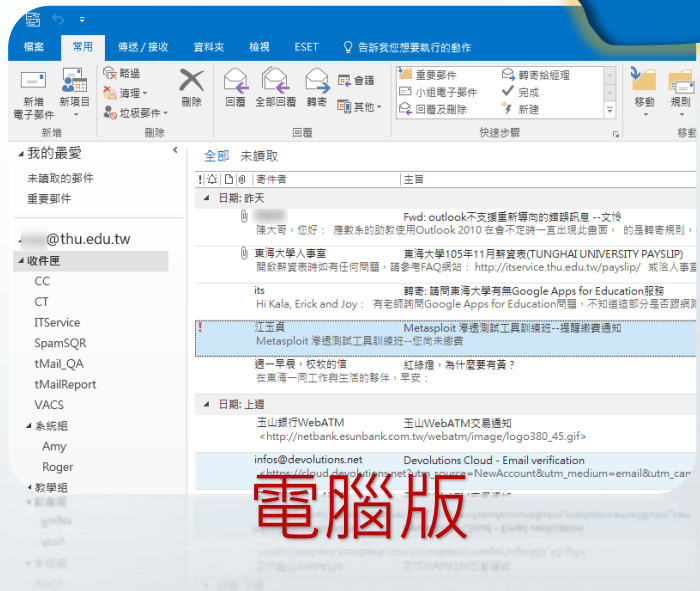 檔案 常用 傳送 / 接收 資料夾 檢視 ESET 告訴我您想要執行的動作
新增
電子郵件
新項目
略過
清理
垃圾郵件
刪除
回覆 全部回覆 轉寄
會議
其他
重要郵件
小組電子郵件
回覆及刪除
轉寄給經理
完成
新建
移動 規則
新增 刪除 回覆 快速步驟 移動
我的最愛
未讀取的郵件
重要郵件
@thu.edu.tw
收件匣
CC
CT
ITService
SpamSQR
tMail_QA
tMailReport
VACS
系統組
Amy
Roger
教學組
全部 未讀取
寄件者 主旨
日期: 昨天
Fwd: outlook不支援重新導向的錯誤訊息 --文怜
陳大哥，您好： 應數系的助教使用Outlook 2010 在會不定時一直出現此畫面， 的是轉寄規則，
東海大學人事室 東海大學105年11月薪資表(TUNGHAI UNIVERSITY PAYSLIP)
開啟薪資表時如有任何問題，請參考FAQ網站： http://itservice.thu.edu.tw/payslip/ 或洽人事室
its 轉寄: 請問東海大學有無Google Apps for Education服務
Hi Kala, Erick and Joy： 有老師詢問Google Apps for Education問題，不知道這部分是否跟網路
江玉貞 Metasploit 滲透測試工具訓練班--提醒繳費通知
Metasploit 滲透測試工具訓練班--您尚未繳費
週一早晨，校牧的信 紅綠燈，為什麼要有黃？
在東海一同工作與生活的夥伴，早安：
日期: 上週
玉山銀行WebATM 玉山WebATM交易通知
<http://netbank.esunbank.com.tw/webatm/image/logo380_45.gif>
infos@devolutions.net Devolutions Cloud - Email verification
<https://cloud.devolutions.net?utm_source=NewAccount&utm_medium=email&utm_cam
電腦版